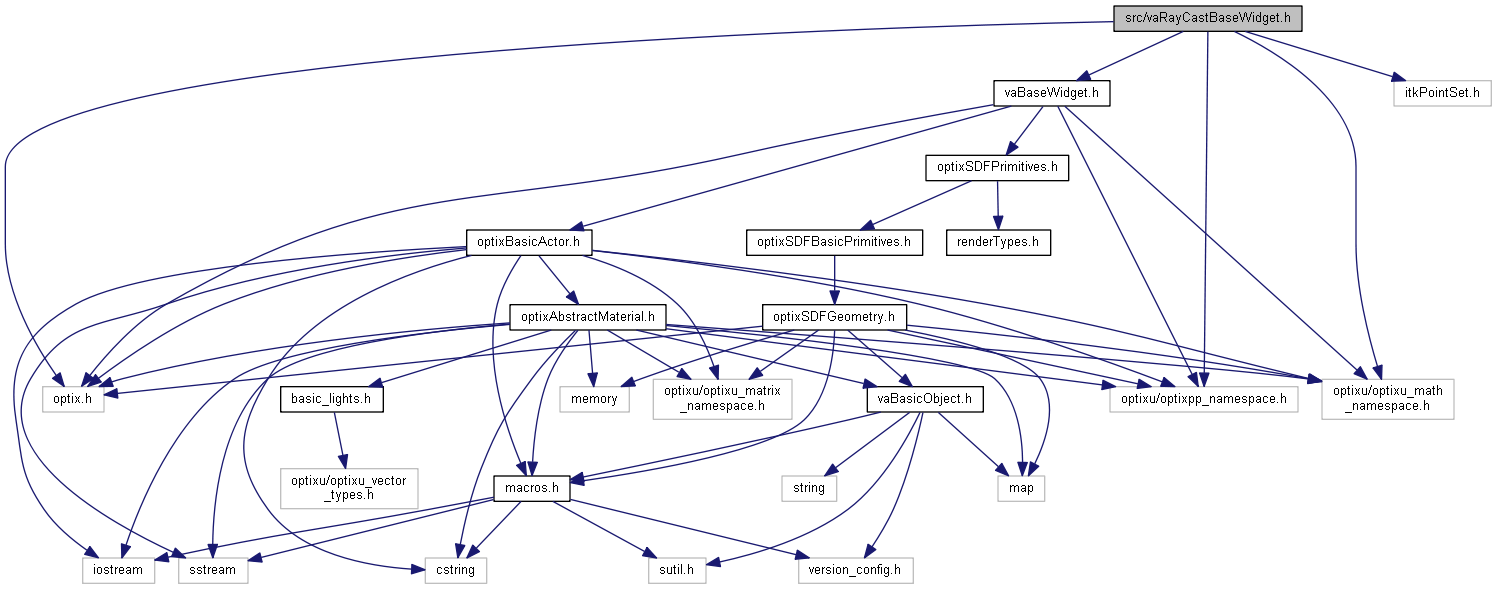 src/vaRayCastBaseWidget.h
vaBaseWidget.h
itkPointSet.h
optixSDFPrimitives.h
optixBasicActor.h
optixSDFBasicPrimitives.h
renderTypes.h
optixAbstractMaterial.h
optixSDFGeometry.h
optix.h
basic_lights.h
memory
optixu/optixu_matrix
_namespace.h
vaBasicObject.h
optixu/optixpp_namespace.h
optixu/optixu_math
_namespace.h
optixu/optixu_vector
_types.h
macros.h
string
map
iostream
sstream
cstring
sutil.h
version_config.h